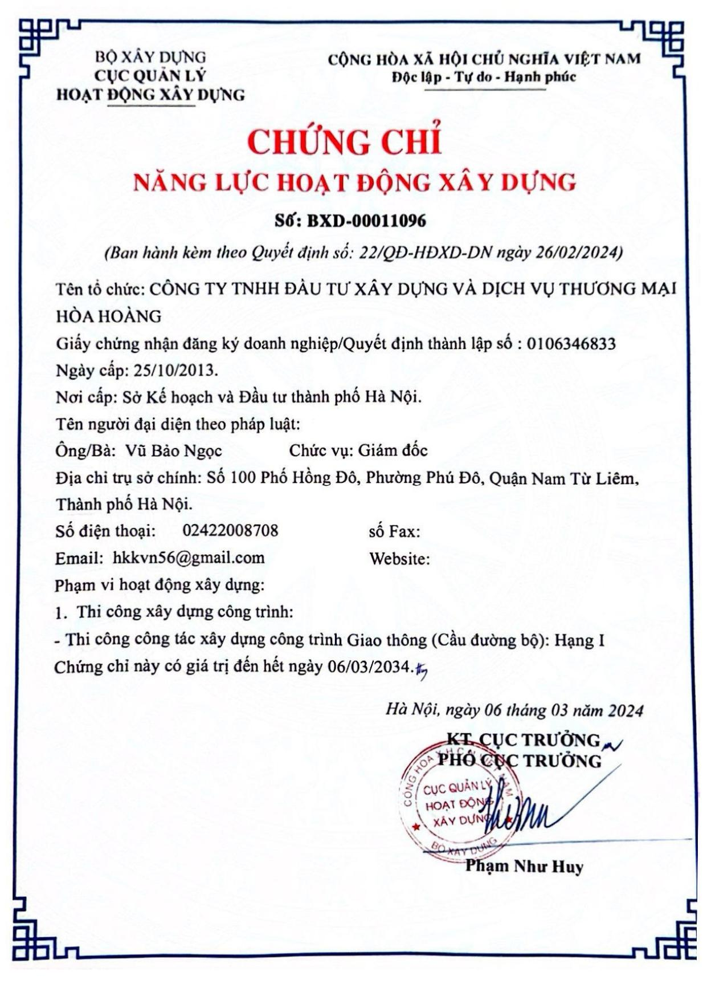 BỘ XÂY DỰNG
CỤC QUẢN LÝ
HOẠT ĐỘNG XÂY DỰNG
CỘNG HÒA XÃ HỘI CHỦ NGHĨA VIỆT NAM
Độc lập - Tự do - Hạnh phúc
CHỨNG CHỈ
NĂNG LỰC HOẠT ĐỘNG XÂY DỰNG
Số: BXD-00011096
(Ban hành kèm theo Quyết định số: 22/QĐ-HĐXD-DN ngày 26/02/2024)
Tên tổ chức: CÔNG TY TNHH ĐẦU TƯ XÂY DỰNG VÀ DỊCH VỤ THƯƠNG MẠI
HÒA HOÀNG
Giấy chứng nhận đăng ký doanh nghiệp/Quyết định thành lập số : 0106346833
Ngày cấp: 25/10/2013.
Nơi cấp: Sở Kế hoạch và Đầu tư thành phố Hà Nội.
Tên người đại diện theo pháp luật:
Ông/Bà: Vũ Bảo Ngọc Chức vụ: Giám đốc
Địa chỉ trụ sở chính: Số 100 Phố Hồng Đô, Phường Phú Đô, Quận Nam Từ Liêm,
Thành phố Hà Nội.
Số điện thoại: 02422008708 số Fax:
Email: hkkvn56@gmail.com Website:
Phạm vi hoạt động xây dựng:
1. Thi công xây dựng công trình:
- Thi công công tác xây dựng công trình Giao thông (Cầu đường bộ): Hạng I
Chứng chỉ này có giá trị đến hết ngày 06/03/2034.
Hà Nội, ngày 06 tháng 03 năm 2024
KT. CỤC TRƯỞNG
PHÓ CỤC TRƯỞNG
CỘNG HÒA X.H.C.N VIỆT NAM
CỤC QUẢN LÝ
HOẠT ĐỘNG
XÂY DỰNG
BỘ XÂY DỰNG
Phạm Như Huy